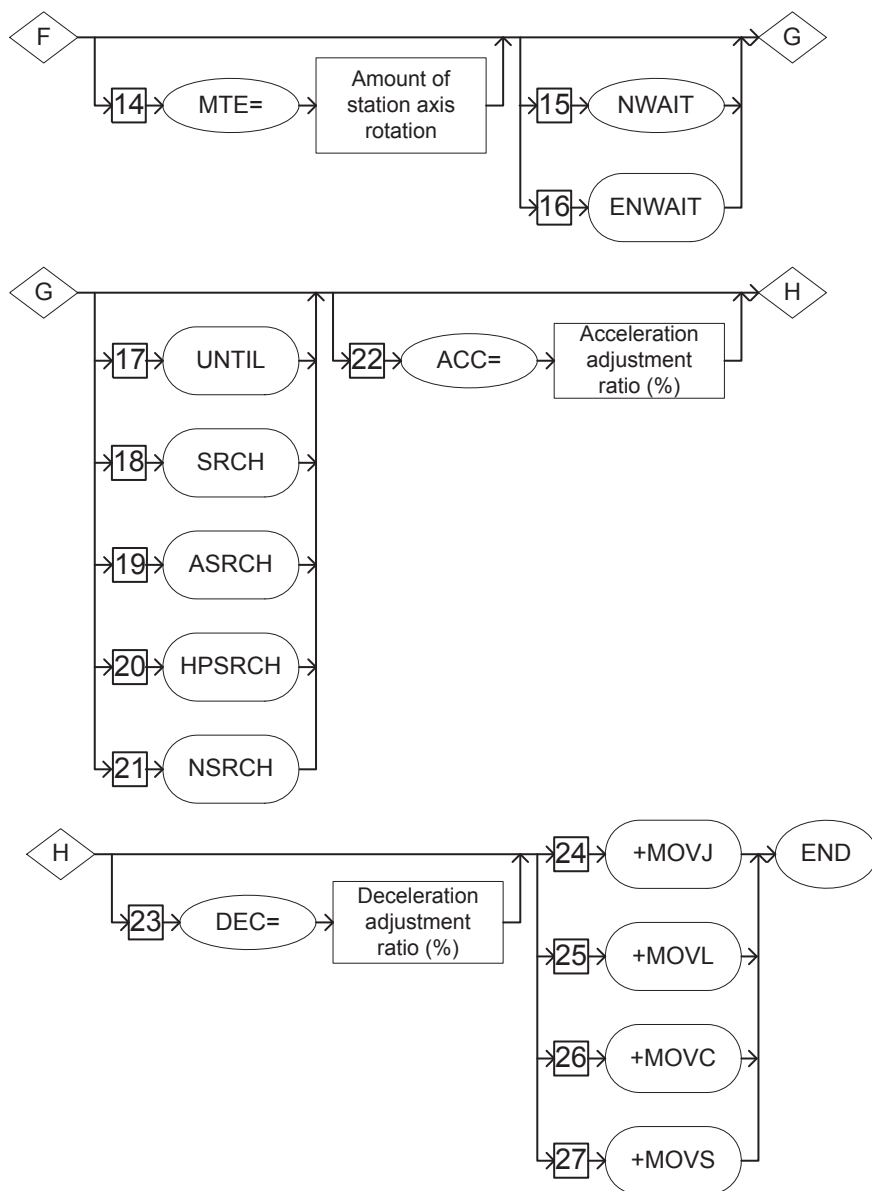 F
G
14
MTE=
Amount of
station axis
rotation
15
NWAIT
16
ENWAIT
G
H
17
UNTIL
22
ACC=
Acceleration
adjustment
ratio (%)
18
SRCH
19
ASRCH
20
HPSRCH
21
NSRCH
H
23
DEC=
Deceleration
adjustment
ratio (%)
24
+MOVJ
END
25
+MOVL
26
+MOVC
27
+MOVS